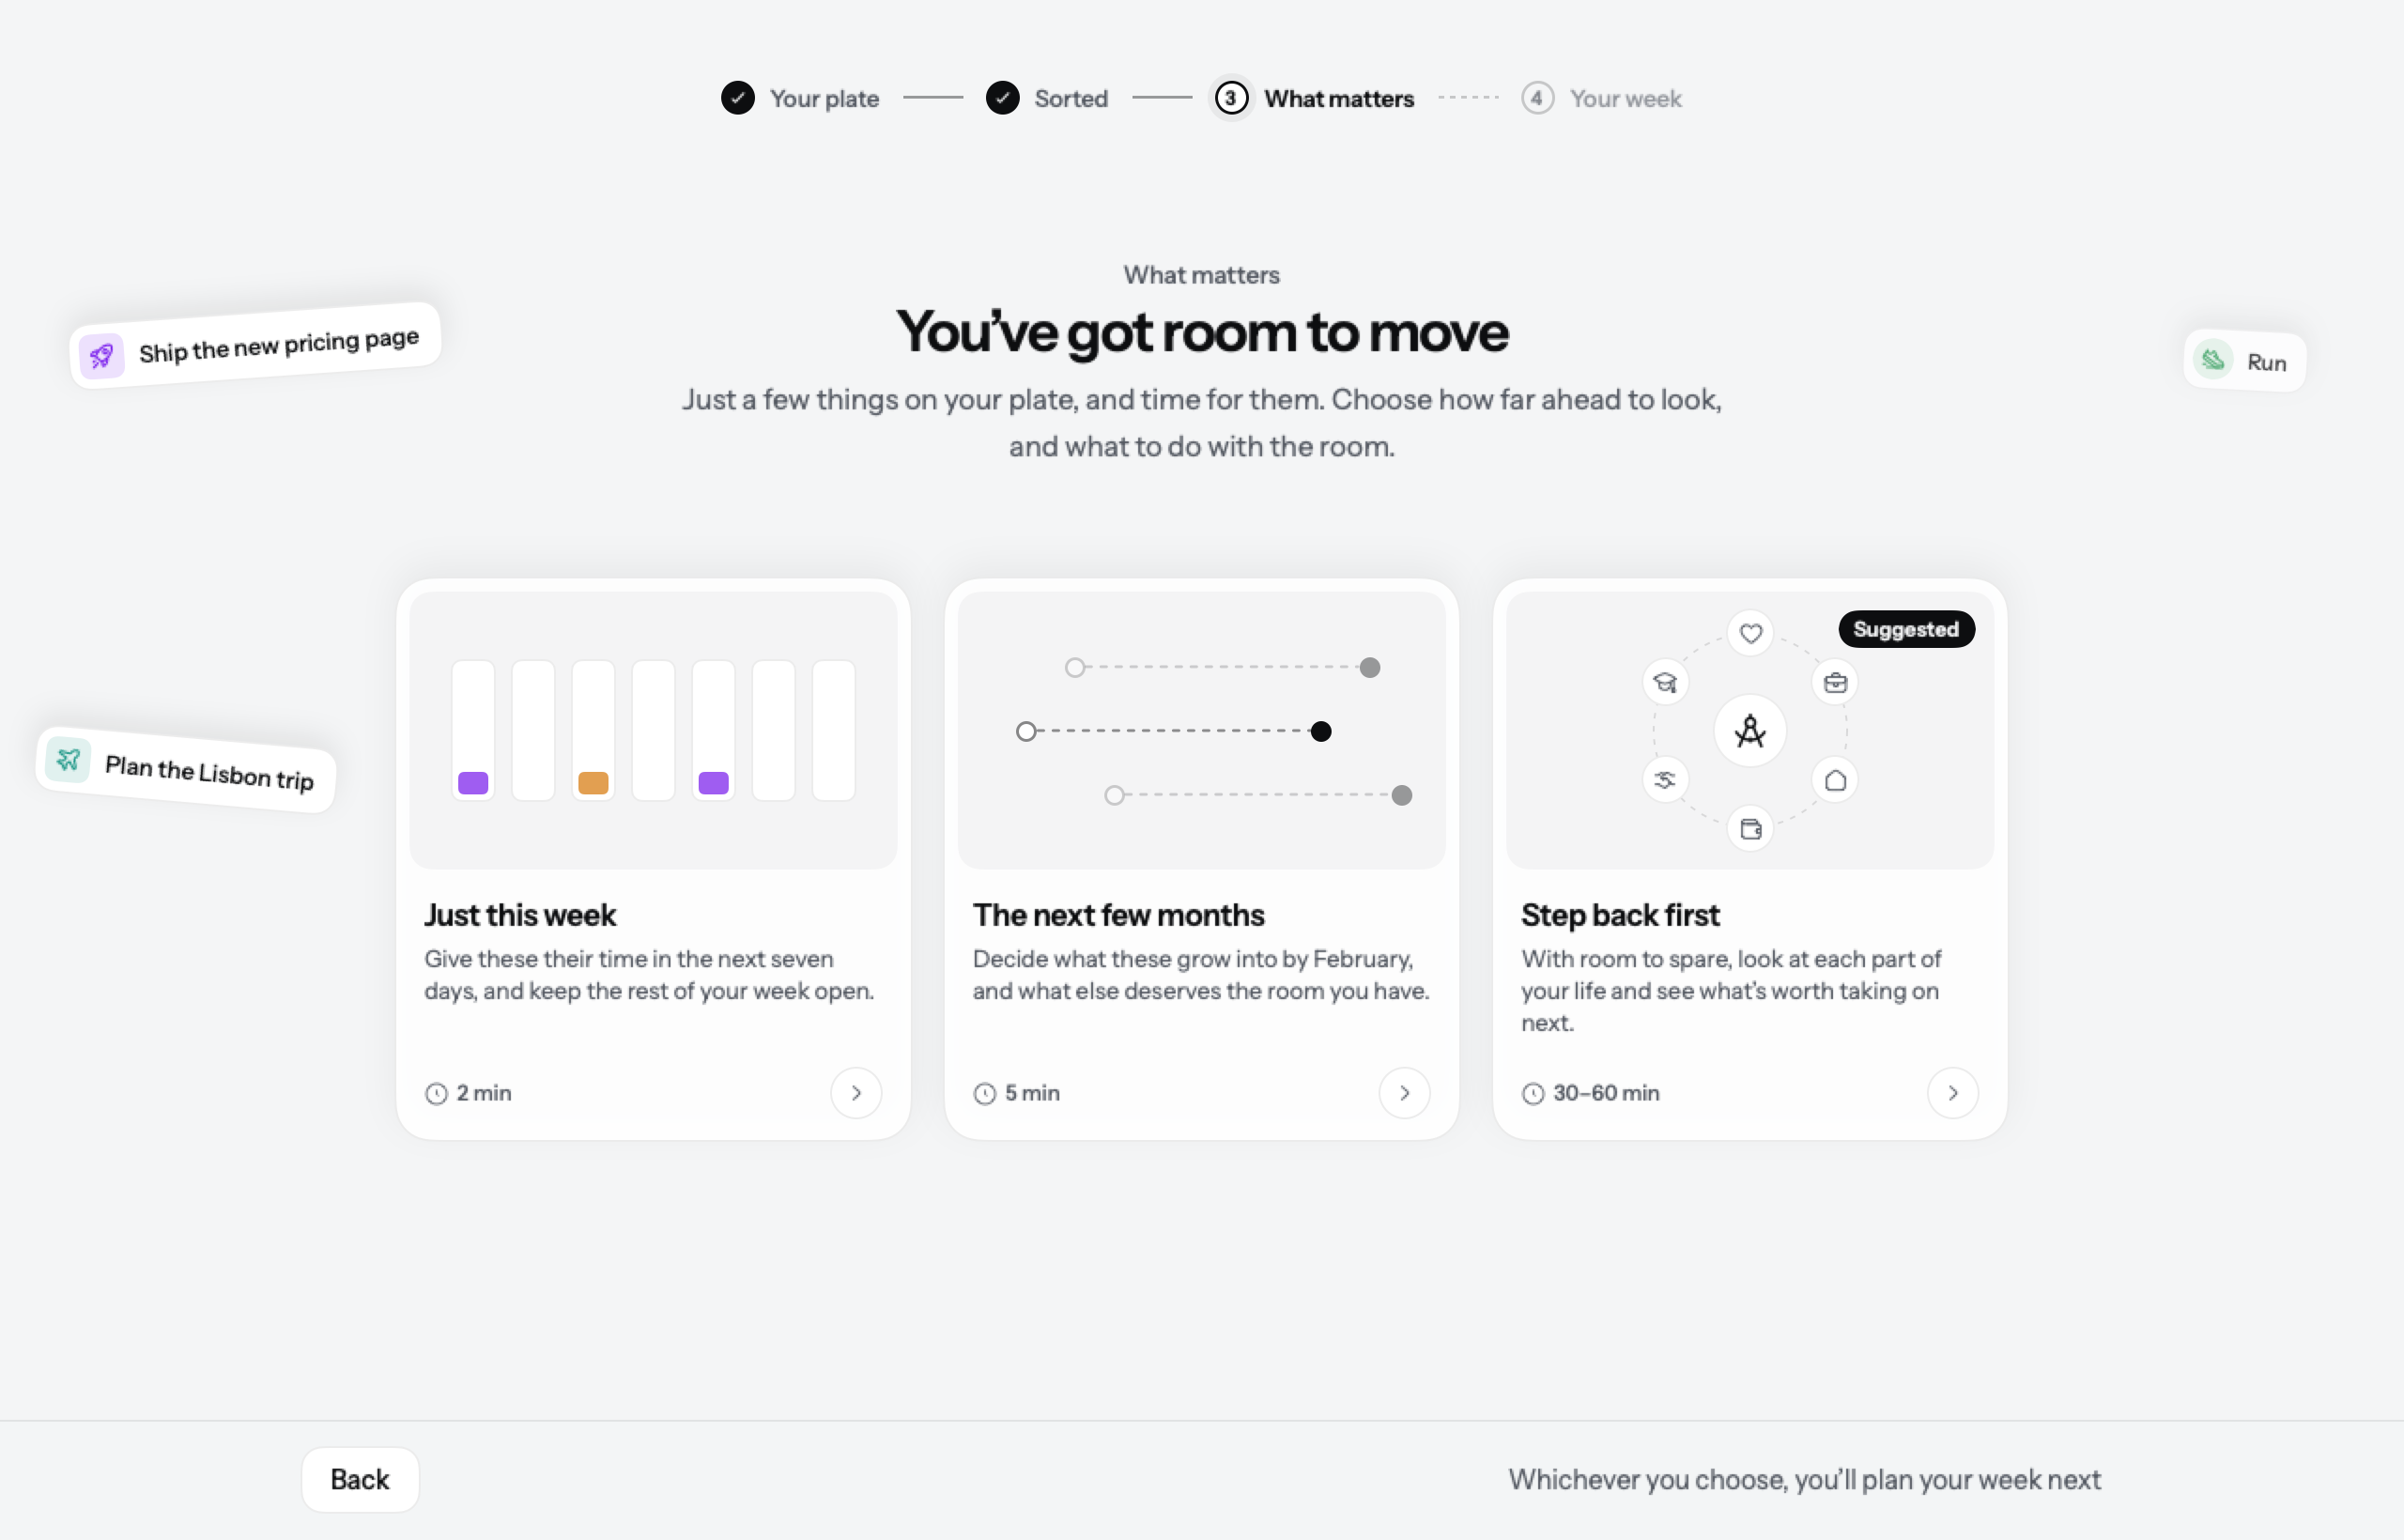 Your plate
Sorted
3 What matters
4 Your week
What matters
You’ve got room to move
Just a few things on your plate, and time for them. Choose how far ahead to look,
and what to do with the room.
Ship the new pricing page
Run
Plan the Lisbon trip
Just this week
Give these their time in the next seven
days, and keep the rest of your week open.
2 min
The next few months
Decide what these grow into by February,
and what else deserves the room you have.
5 min
Suggested
Step back first
With room to spare, look at each part of
your life and see what’s worth taking on
next.
30–60 min
Back
Whichever you choose, you’ll plan your week next